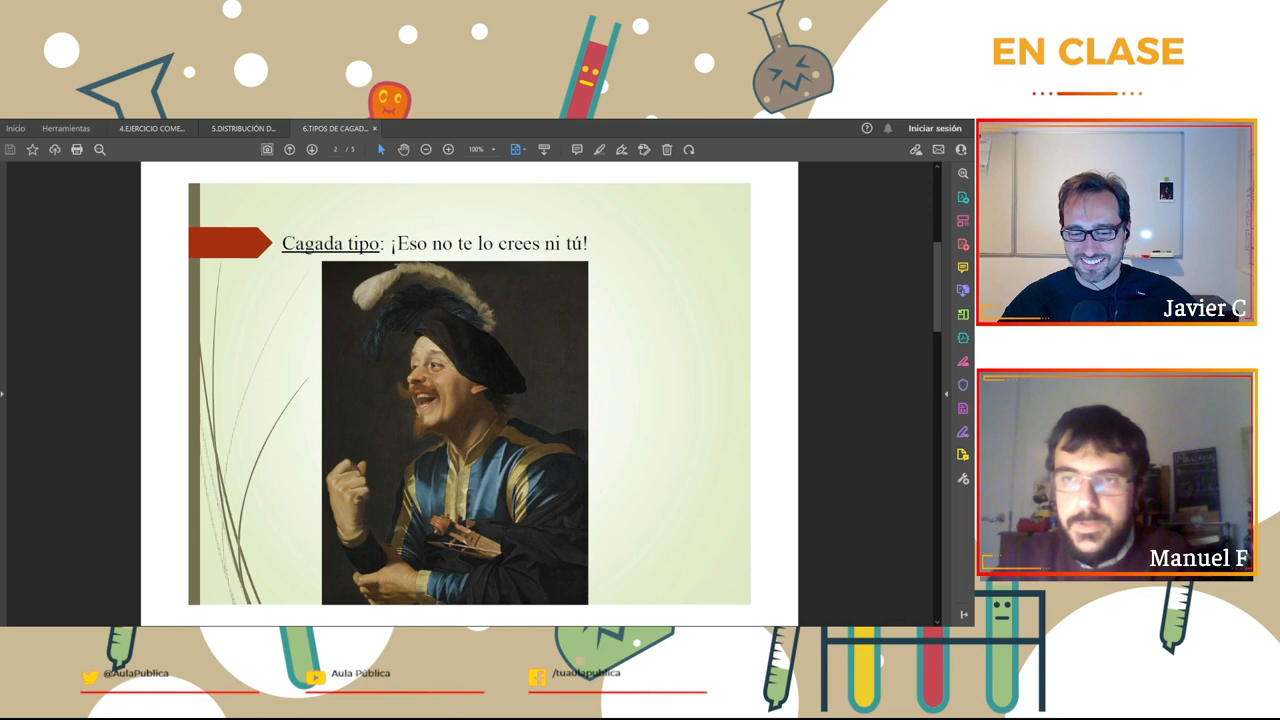 EN CLASE
Inicio
Herramientas
4.EJERCICIO COME...
5.DISTRIBUCIÓN D...
6.TIPOS DE CAGAD...
Iniciar sesión
2 / 5
100%
Cagada tipo: ¡Eso no te lo crees ni tú!
Javier C
Manuel F
@AulaPublica
Aula Pública
/tuaulapublica